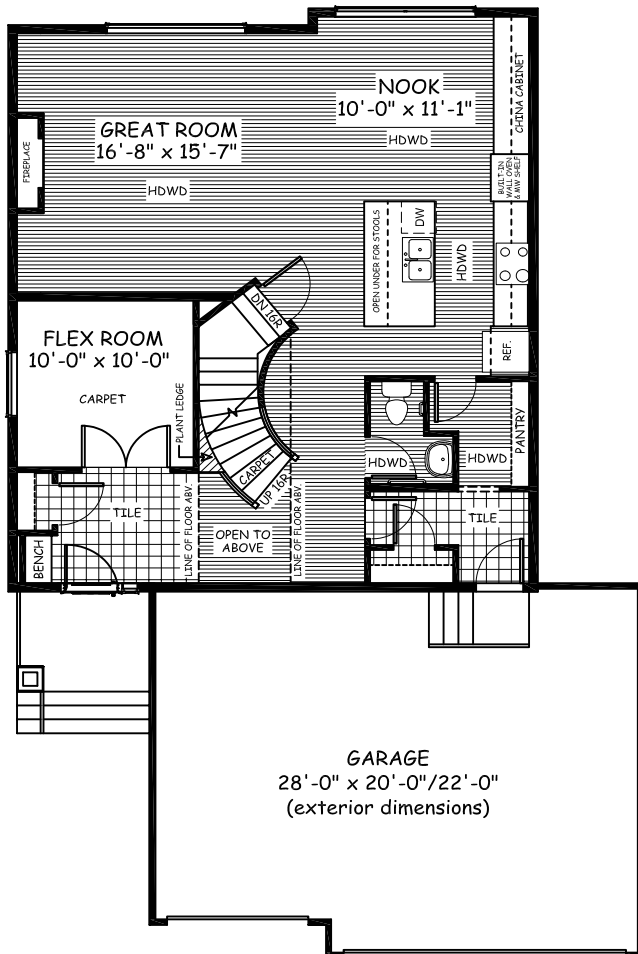 NOOK
10'-0" x 11'-1"
HDWD
CHINA CABINET
GREAT ROOM
16'-8" x 15'-7"
HDWD
FIREPLACE
BUILT-IN
WALL OVEN
& MW SHELF
OPEN UNDER FOR STOOLS
DW
HDWD
REF.
DN 16R
FLEX ROOM
10'-0" x 10'-0"
CARPET
PLANT LEDGE
CARPET
UP 16R
HDWD
HDWD
PANTRY
TILE
BENCH
LINE OF FLOOR ABV.
OPEN TO
ABOVE
LINE OF FLOOR ABV.
TILE
GARAGE
28'-0" x 20'-0"/22'-0"
(exterior dimensions)